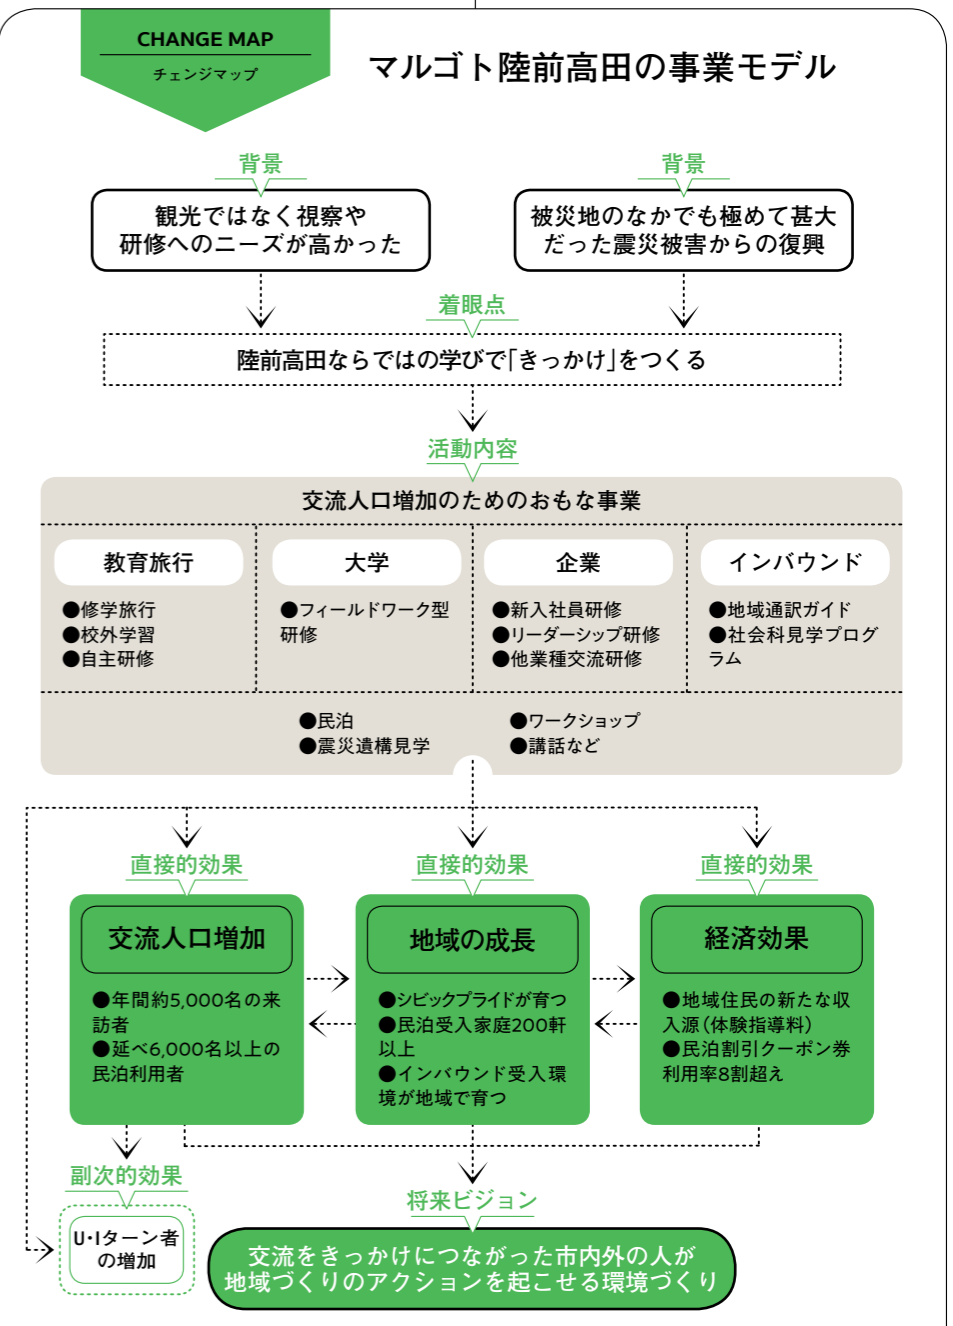 CHANGE MAP
チェンジマップ
マルゴト陸前高田の事業モデル
背景
観光ではなく視察や
研修へのニーズが高かった
背景
被災地のなかでも極めて甚大
だった震災被害からの復興
着眼点
陸前高田ならではの学びで「きっかけ」をつくる
活動内容
交流人口増加のためのおもな事業
教育旅行
●修学旅行
●校外学習
●自主研修
大学
●フィールドワーク型
研修
企業
●新入社員研修
●リーダーシップ研修
●他業種交流研修
インバウンド
●地域通訳ガイド
●社会科見学プログ
ラム
●民泊
●震災遺構見学
●ワークショップ
●講話など
直接的効果
交流人口増加
●年間約5,000名の来
訪者
●延べ6,000名以上の
民泊利用者
直接的効果
地域の成長
●シビックプライドが育つ
●民泊受入家庭200軒
以上
●インバウンド受入環
境が地域で育つ
直接的効果
経済効果
●地域住民の新たな収
入源（体験指導料）
●民泊割引クーポン券
利用率8割超え
副次的効果
U・Iターン者
の増加
将来ビジョン
交流をきっかけにつながった市内外の人が
地域づくりのアクションを起こせる環境づくり